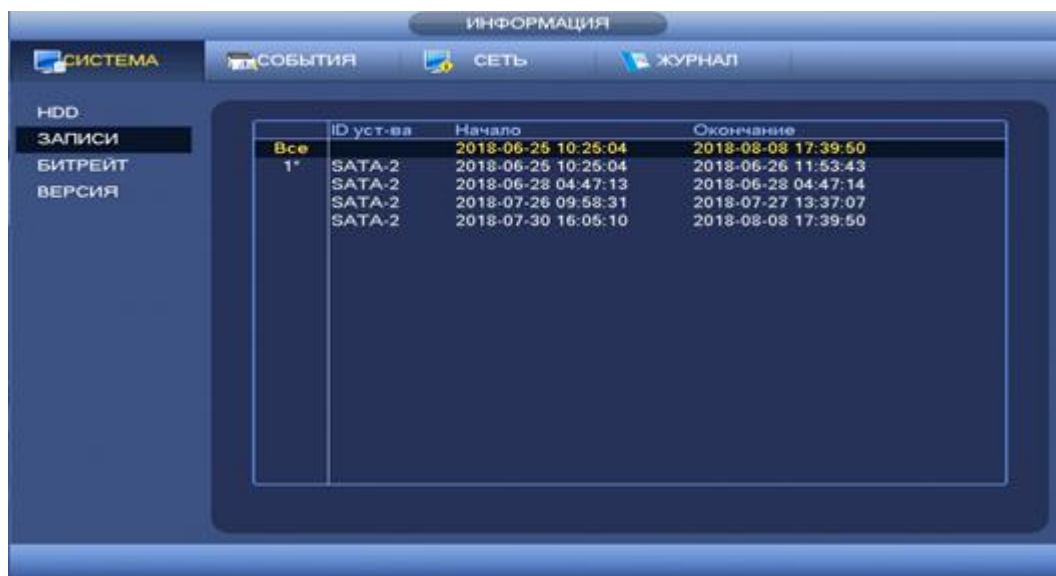 ИНФОРМАЦИЯ
СИСТЕМА СОБЫТИЯ СЕТЬ ЖУРНАЛ
HDD
ЗАПИСИ
БИТРЕЙТ
ВЕРСИЯ
ID уст-ва Начало Окончание
Все 2018-06-25 10:25:04 2018-08-08 17:39:50
1* SATA-2 2018-06-25 10:25:04 2018-06-26 11:53:43
SATA-2 2018-06-28 04:47:13 2018-06-28 04:47:14
SATA-2 2018-07-26 09:58:31 2018-07-27 13:37:07
SATA-2 2018-07-30 16:05:10 2018-08-08 17:39:50